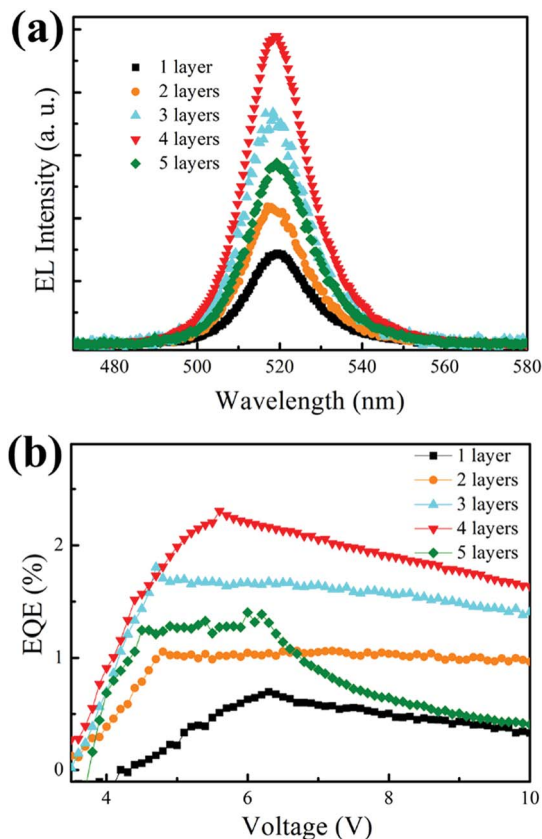 (a)
1 layer
2 layers
3 layers
4 layers
5 layers
EL Intensity (a. u.)
480 500 520 540 560 580
Wavelength (nm)
(b)
1 layer
2 layers
3 layers
4 layers
5 layers
2
1
0
EQE (%)
4 6 8 10
Voltage (V)